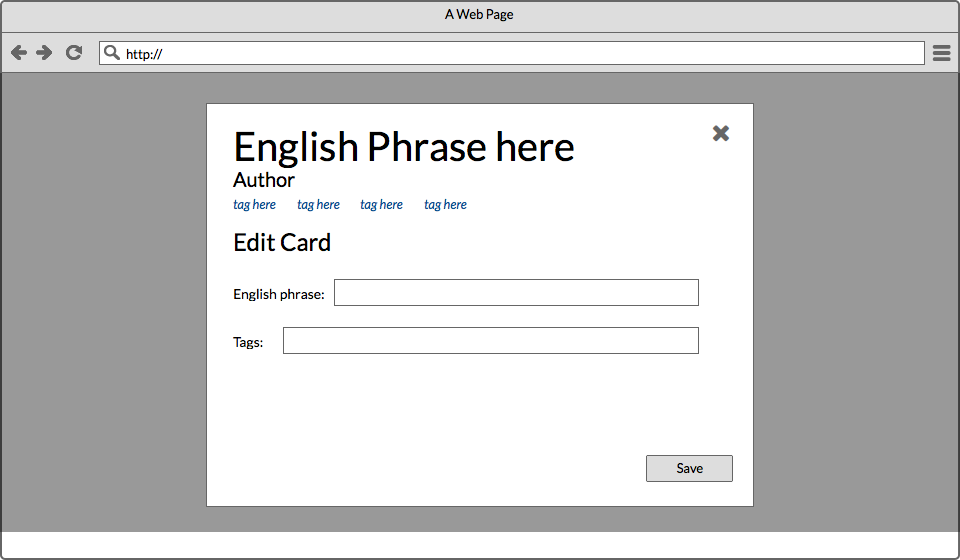 A Web Page
http://
English Phrase here
Author
tag here tag here tag here tag here
Edit Card
English phrase:
Tags:
Save